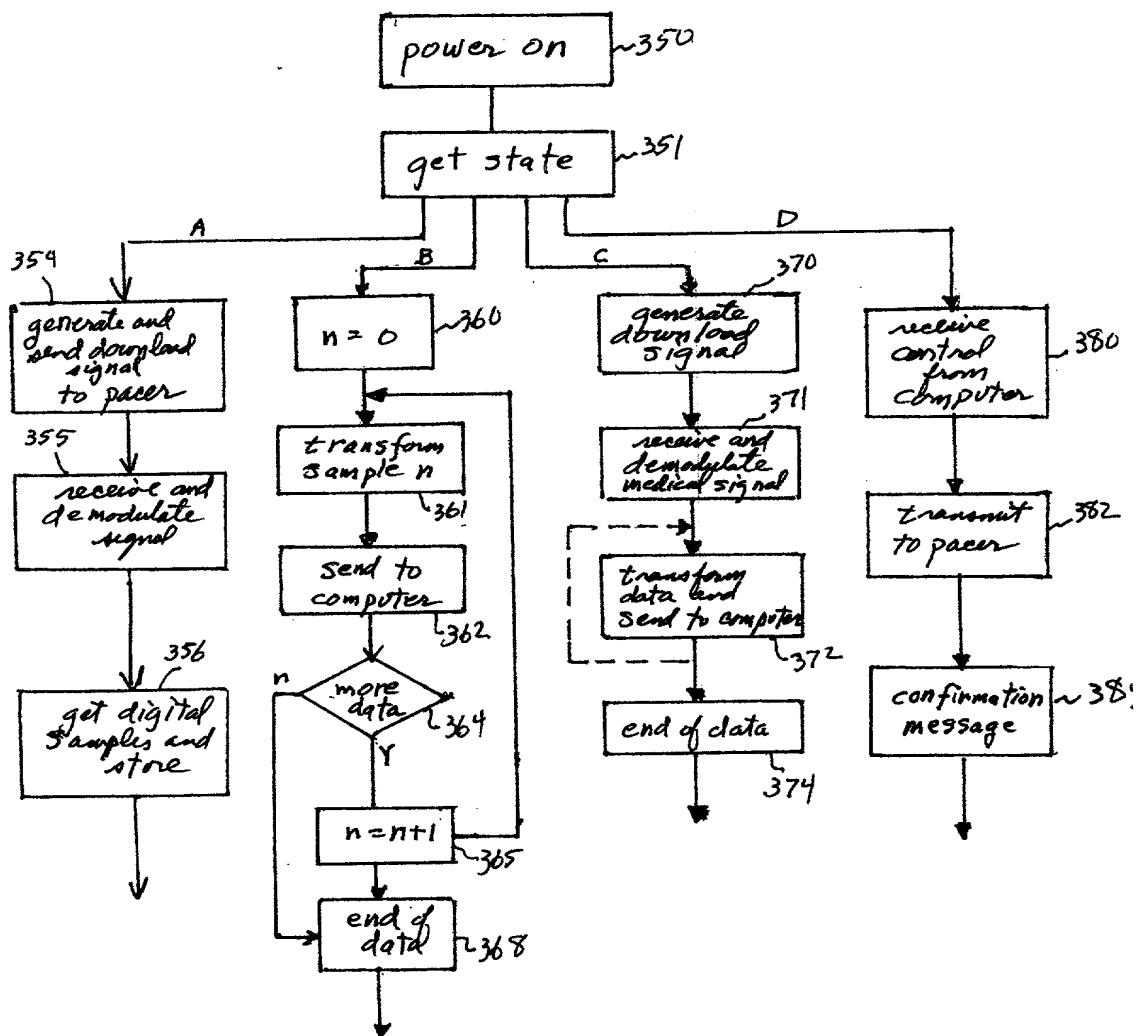 power on
350
get state
351
A
B
C
D
354
generate and
send download
signal
to pacer
355
receive and
demodulate
signal
356
get digital
samples and
store
n = 0
360
transform
sample n
361
send to
computer
362
more
data
364
n
Y
n = n+1
365
end of
data
368
370
generate
download
signal
371
receive and
demodulate
medical signal
transform
data and
send to computer
372
end of data
374
receive
control
from
computer
380
transmit
to pacer
382
confirmation
message